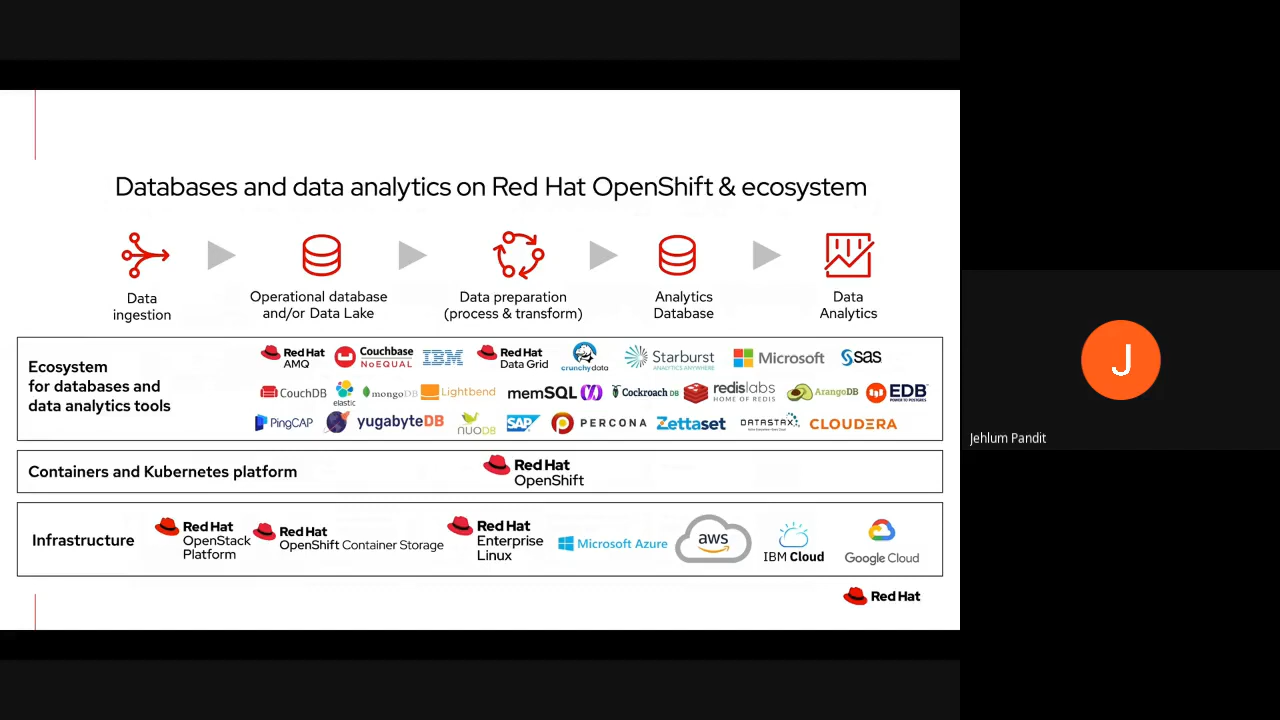 Databases and data analytics on Red Hat OpenShift & ecosystem
Data
ingestion
Operational database
and/or Data Lake
Data preparation
(process & transform)
Analytics
Database
Data
Analytics
Ecosystem
for databases and
data analytics tools
Red Hat
AMQ
Couchbase
NoEQUAL
IBM
Red Hat
Data Grid
crunchydata
Starburst
ANALYTICS ANYWHERE
Microsoft
sas
CouchDB
elastic
mongoDB
Lightbend
memSQL
Cockroach DB
redislabs
HOME OF REDIS
ArangoDB
EDB
POWER TO POSTGRES
PingCAP
yugabyteDB
NUODB
SAP
PERCONA
Zettaset
DATASTAX
CLOUDERA
Containers and Kubernetes platform
Red Hat
OpenShift
Infrastructure
Red Hat
OpenStack
Platform
Red Hat
OpenShift Container Storage
Red Hat
Enterprise
Linux
Microsoft Azure
aws
IBM Cloud
Google Cloud
Red Hat
J
Jehlum Pandit